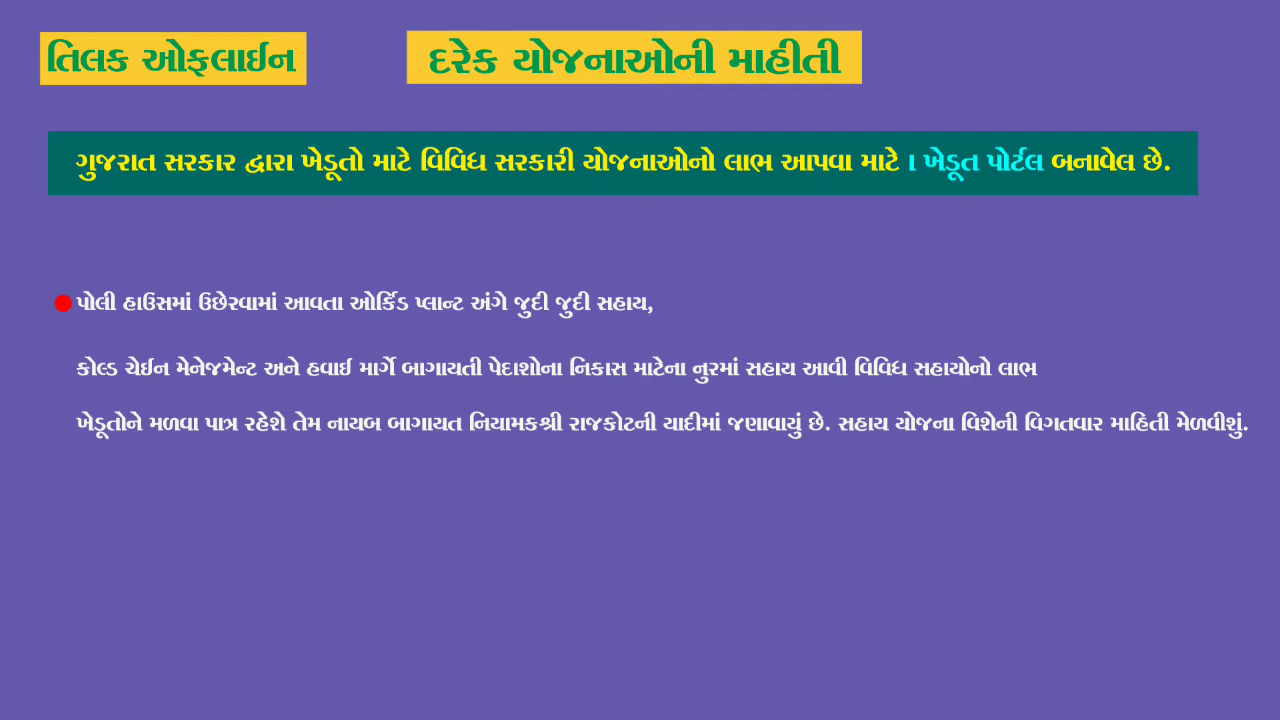 તિલક ઓફલાઈન
દરેક યોજનાઓની માહીતી
ગુજરાત સરકાર દ્વારા ખેડૂતો માટે વિવિધ સરકારી યોજનાઓનો લાભ આપવા માટે । ખેડૂત પોર્ટલ બનાવેલ છે.
પોલી હાઉસમાં ઉછેરવામાં આવતા ઓર્કિડ પ્લાન્ટ અંગે જુદી જુદી સહાય,
કોલ્ડ ચેઈન મેનેજમેન્ટ અને હવાઈ માર્ગે બાગાયતી પેદાશોના નિકાસ માટેના નુરમાં સહાય આવી વિવિધ સહાયોનો લાભ
ખેડૂતોને મળવા પાત્ર રહેશે તેમ નાયબ બાગાયત નિયામકશ્રી રાજકોટની યાદીમાં જણાવાયું છે. સહાય યોજના વિશેની વિગતવાર માહિતી મેળવીશું.